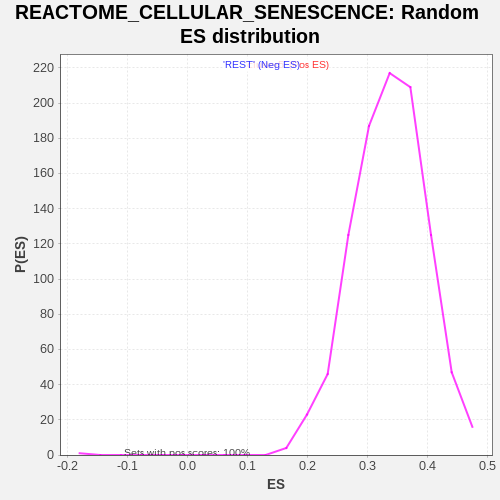 REACTOME_CELLULAR_SENESCENCE: Random
ES distribution
'REST' (Neg ES) os ES)
220
200
180
160
140
120
100
80
60
40
20
0
P(ES)
Sets with pos scores: 100%
-0.2 -0.1 0.0 0.1 0.2 0.3 0.4 0.5
ES